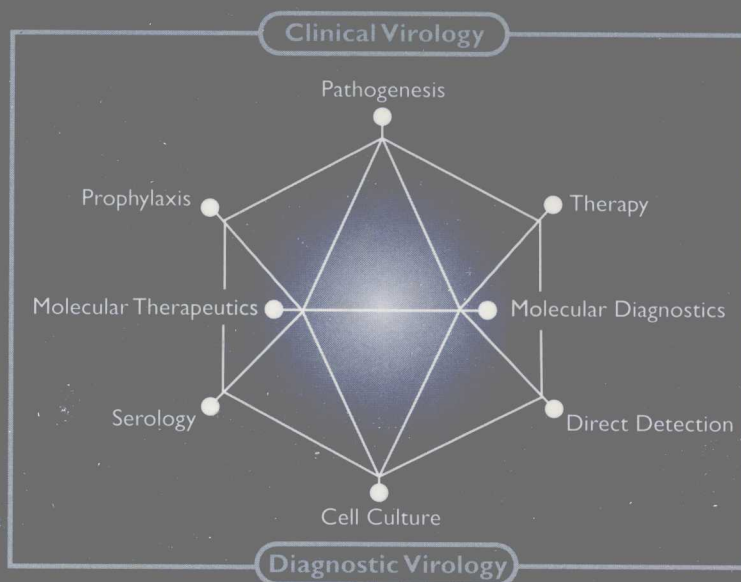 Clinical Virology
Pathogenesis
Prophylaxis
Therapy
Molecular Therapeutics
Molecular Diagnostics
Serology
Direct Detection
Cell Culture
Diagnostic Virology